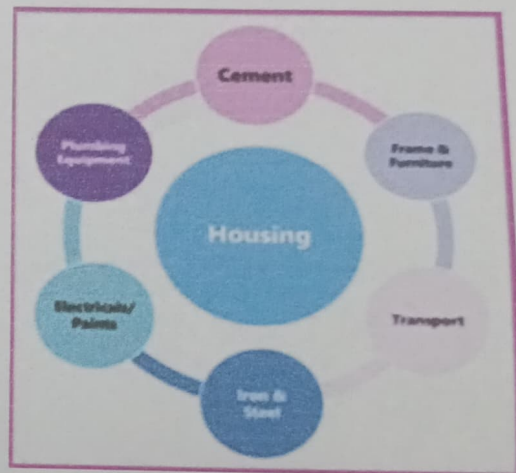 Cement
Frame &
Furniture
Transport
Iron &
Steel
Electricals/
Paints
Plumbing
Equipment
Housing